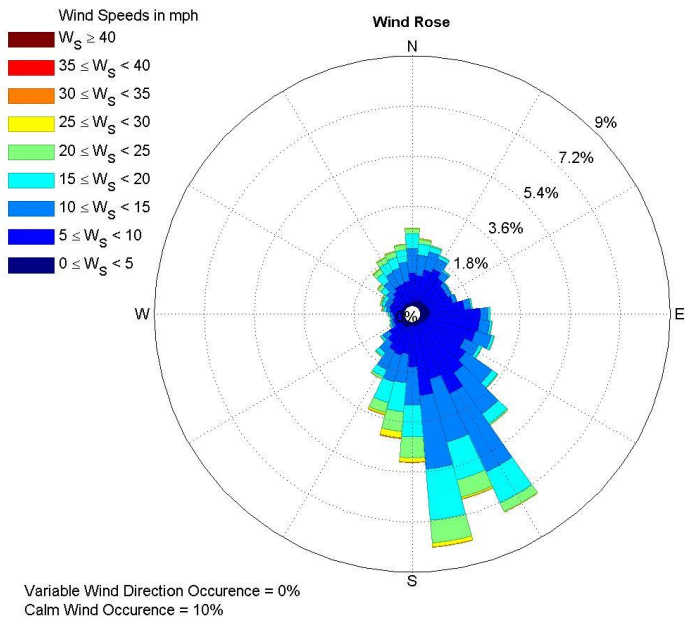 Wind Speeds in mph
W_S ≥ 40
35 ≤ W_S < 40
30 ≤ W_S < 35
25 ≤ W_S < 30
20 ≤ W_S < 25
15 ≤ W_S < 20
10 ≤ W_S < 15
5 ≤ W_S < 10
0 ≤ W_S < 5
Wind Rose
N
9%
7.2%
5.4%
3.6%
1.8%
0%
W
E
S
Variable Wind Direction Occurence = 0%
Calm Wind Occurence = 10%